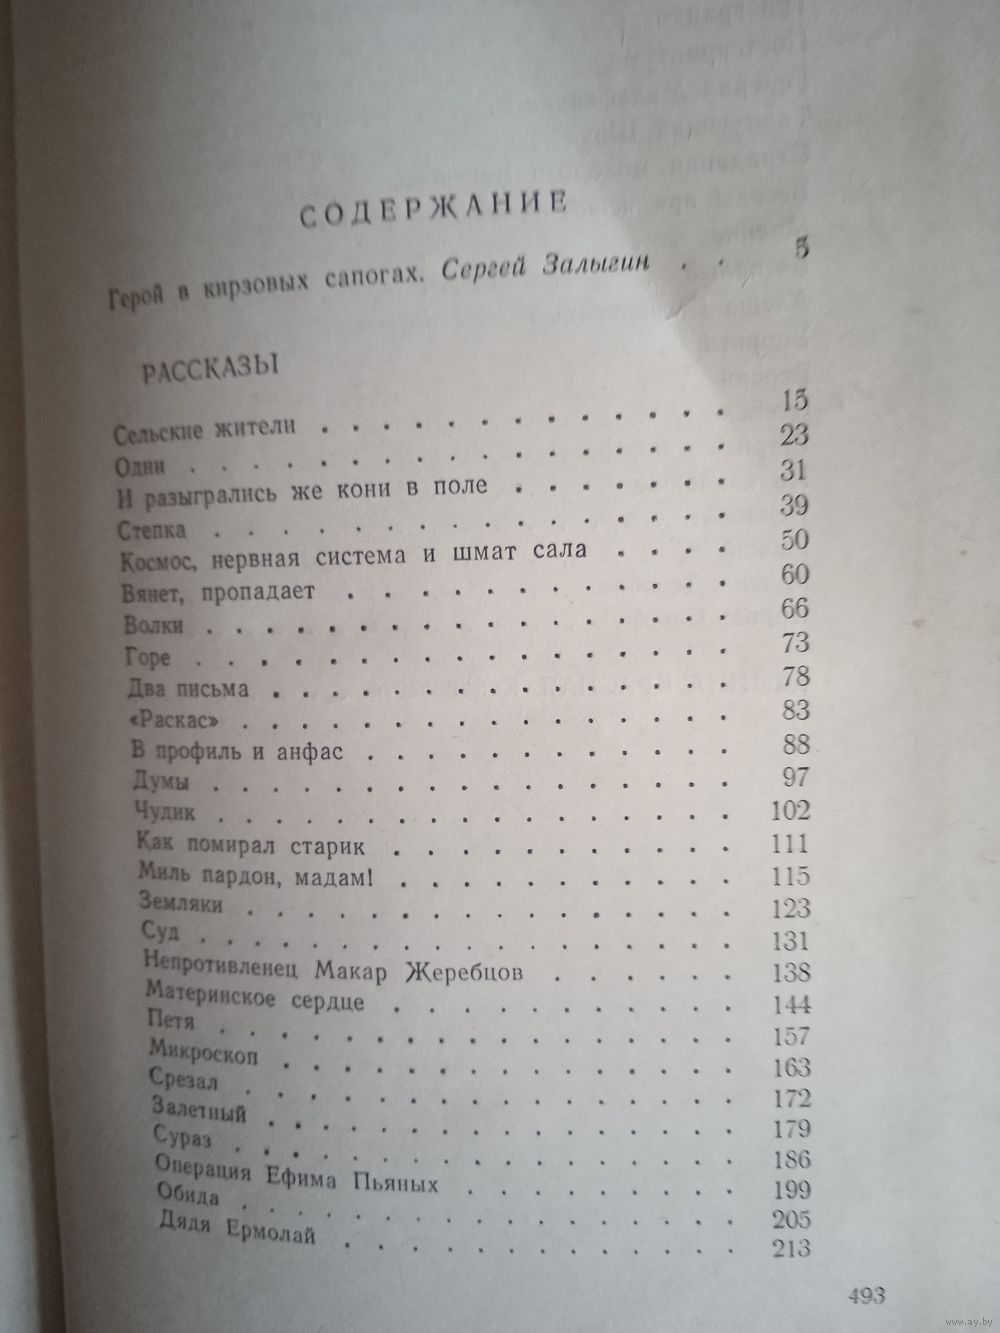 СОДЕРЖАНИЕ
Герой в кирзовых сапогах. Сергей Залыгин . . 5
РАССКАЗЫ
Сельские жители . . . . . . . . . . . . . 15
Одни . . . . . . . . . . . . . . . . . 23
И разыгрались же кони в поле . . . . . . . 31
Степка . . . . . . . . . . . . . . . . 39
Космос, нервная система и шмат сала . . . . 50
Вянет, пропадает . . . . . . . . . . . . 60
Волки . . . . . . . . . . . . . . . . . 66
Горе . . . . . . . . . . . . . . . . . 73
Два письма . . . . . . . . . . . . . . . 78
«Раскас» . . . . . . . . . . . . . . . . 83
В профиль и анфас . . . . . . . . . . . . 88
Думы . . . . . . . . . . . . . . . . . 97
Чудик . . . . . . . . . . . . . . . . . 102
Как помирал старик . . . . . . . . . . . 111
Миль пардон, мадам! . . . . . . . . . . . 115
Земляки . . . . . . . . . . . . . . . . 123
Суд . . . . . . . . . . . . . . . . . . 131
Непротивленец Макар Жеребцов . . . . . . 138
Материнское сердце . . . . . . . . . . . 144
Петя . . . . . . . . . . . . . . . . . 157
Микроскоп . . . . . . . . . . . . . . . 163
Срезал . . . . . . . . . . . . . . . . 172
Залетный . . . . . . . . . . . . . . . 179
Сураз . . . . . . . . . . . . . . . . . 186
Операция Ефима Пьяных . . . . . . . . . 199
Обида . . . . . . . . . . . . . . . . . 205
Дядя Ермолай . . . . . . . . . . . . . 213
493
www.ay.by